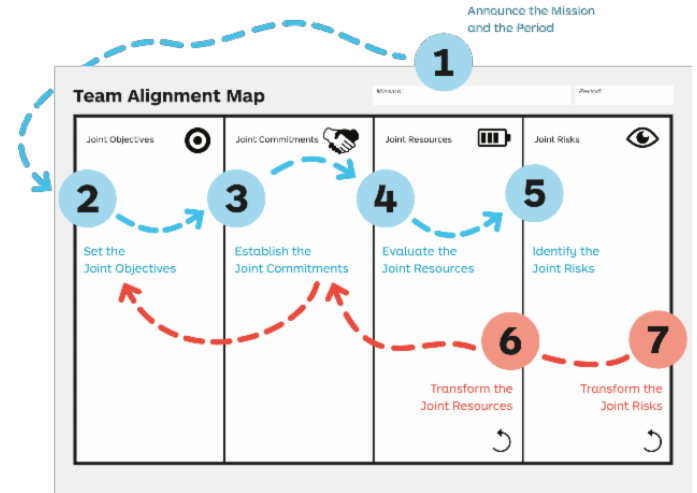 Announce the Mission
and the Period
1
Team Alignment Map
Mission:
Period:
Joint Objectives
Joint Commitments
Joint Resources
Joint Risks
2
3
4
5
Set the
Joint Objectives
Establish the
Joint Commitments
Evaluate the
Joint Resources
Identify the
Joint Risks
6
7
Transform the
Joint Resources
Transform the
Joint Risks